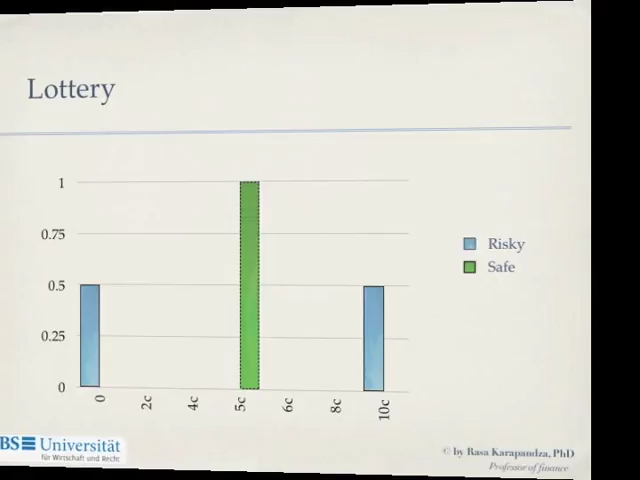 Lottery
1
0.75
0.5
0.25
0
0
2c
4c
5c
6c
8c
10c
Risky
Safe
BS Universität
für Wirtschaft und Recht
© by Rasa Karapandza, PhD
Professor of finance